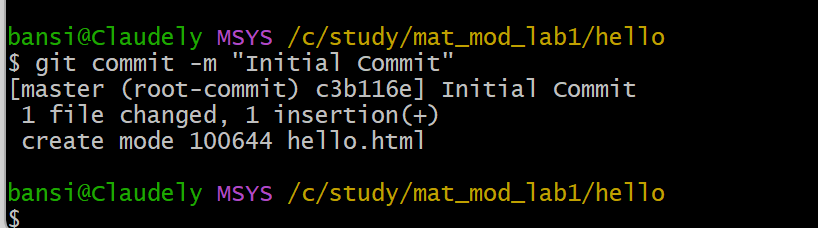 bansi@Claudely MSYS /c/study/mat_mod_lab1/hello
$ git commit -m "Initial Commit"
[master (root-commit) c3b116e] Initial Commit
 1 file changed, 1 insertion(+)
 create mode 100644 hello.html

bansi@Claudely MSYS /c/study/mat_mod_lab1/hello
$